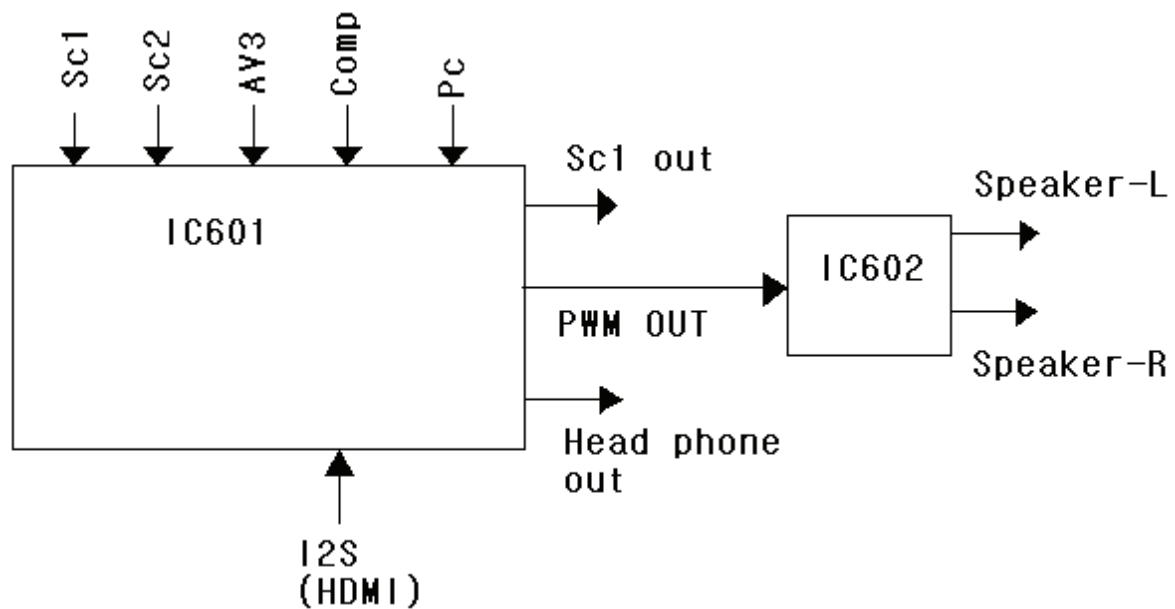 Sc1
Sc2
AV3
Comp
Pc
Sc1 out
IC601
Speaker-L
IC602
PWM OUT
Speaker-R
Head phone
out
I2S
(HDMI)